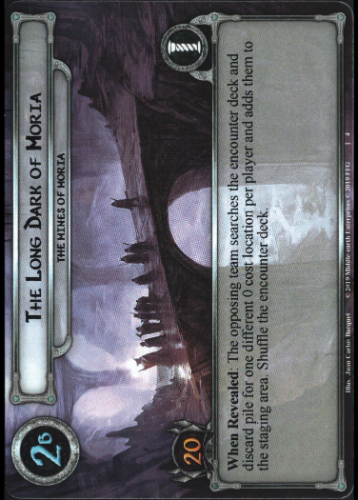 2B
THE LONG DARK OF MORIA
THE MINES OF MORIA
20
When Revealed: The opposing team searches the encounter deck and
discard pile for one different 0 cost location per player and adds them to
the staging area. Shuffle the encounter deck.
Illus. Juan Carlos Barquet © 2019 Middle-earth Enterprises © 2019 FFG 1 4